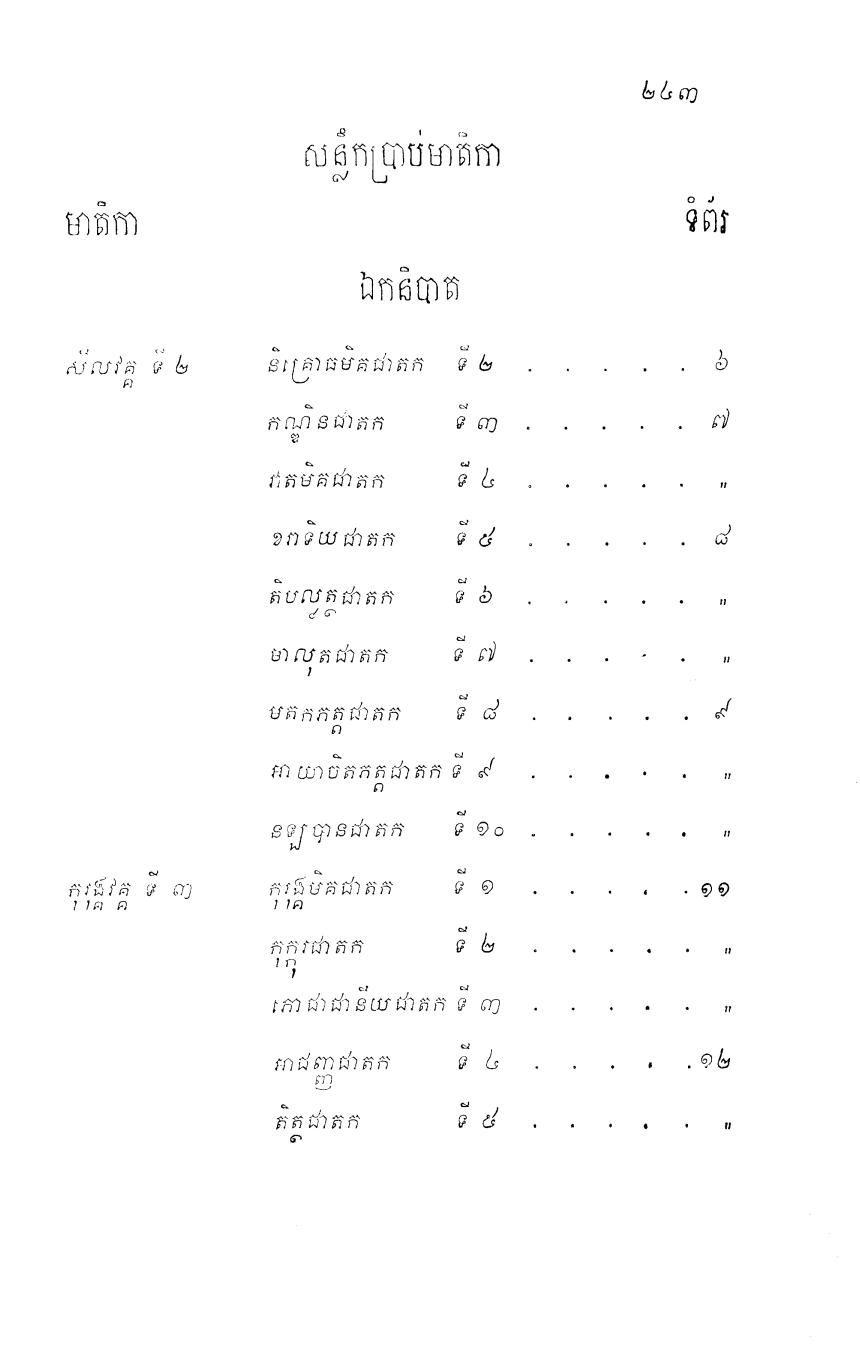 ២៤៣
សន្លឹកប្រាប់មាតិកា
មាតិកា ទំព័រ
ឯកនិបាត
សីលវគ្គ ទី ២ និគ្រោធមិគជាតក ទី ២ . . . . . ៦
កណ្ឌិនជាតក ទី ៣ . . . . . ៧
វាតមិគជាតក ទី ៤ . . . . . "
ខរាទិយជាតក ទី ៥ . . . . . ៨
តិបល្លត្ថជាតក ទី ៦ . . . . . "
មាលុតជាតក ទី ៧ . . . . . "
មតកភត្តជាតក ទី ៨ . . . . . ៩
អាយាចិតភត្តជាតក ទី ៩ . . . . . "
នឡបានជាតក ទី ១០ . . . . . "
កុរុង្គវគ្គ ទី ៣ កុរុង្គមិគជាតក ទី ១ . . . . . ១១
កុក្កុរជាតក ទី ២ . . . . . "
ភោជាជានីយជាតក ទី ៣ . . . . . "
អាជញ្ញជាតក ទី ៤ . . . . . ១២
តិត្ថជាតក ទី ៥ . . . . . "